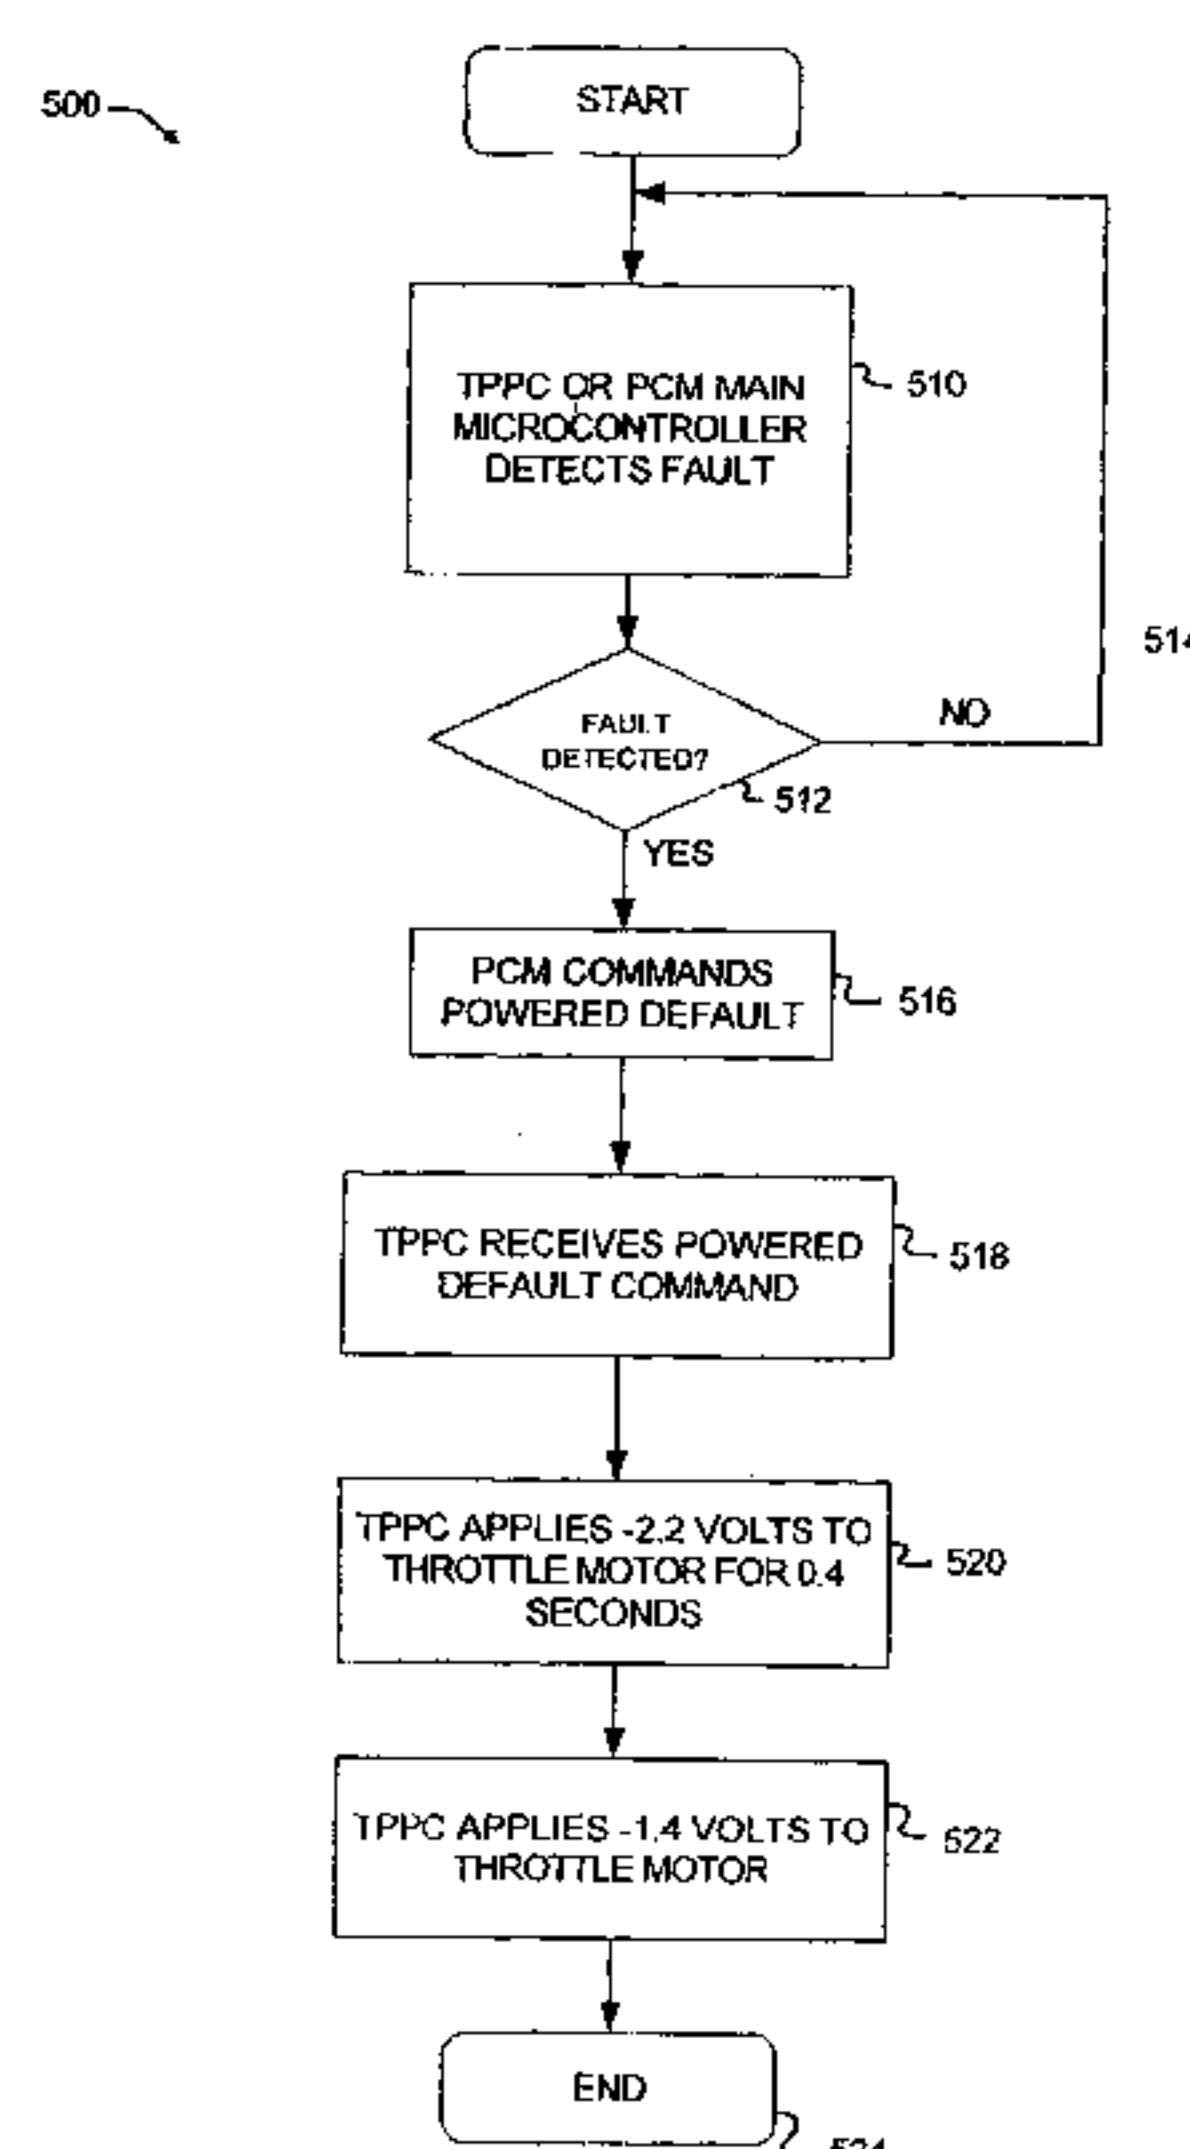 500
START
TPPC OR PCM MAIN
MICROCONTROLLER
DETECTS FAULT
510
FAULT
DETECTED?
NO
512
YES
PCM COMMANDS
POWERED DEFAULT
516
TPPC RECEIVES POWERED
DEFAULT COMMAND
518
TPPC APPLIES -2.2 VOLTS TO
THROTTLE MOTOR FOR 0.4
SECONDS
520
TPPC APPLIES -1.4 VOLTS TO
THROTTLE MOTOR
522
END